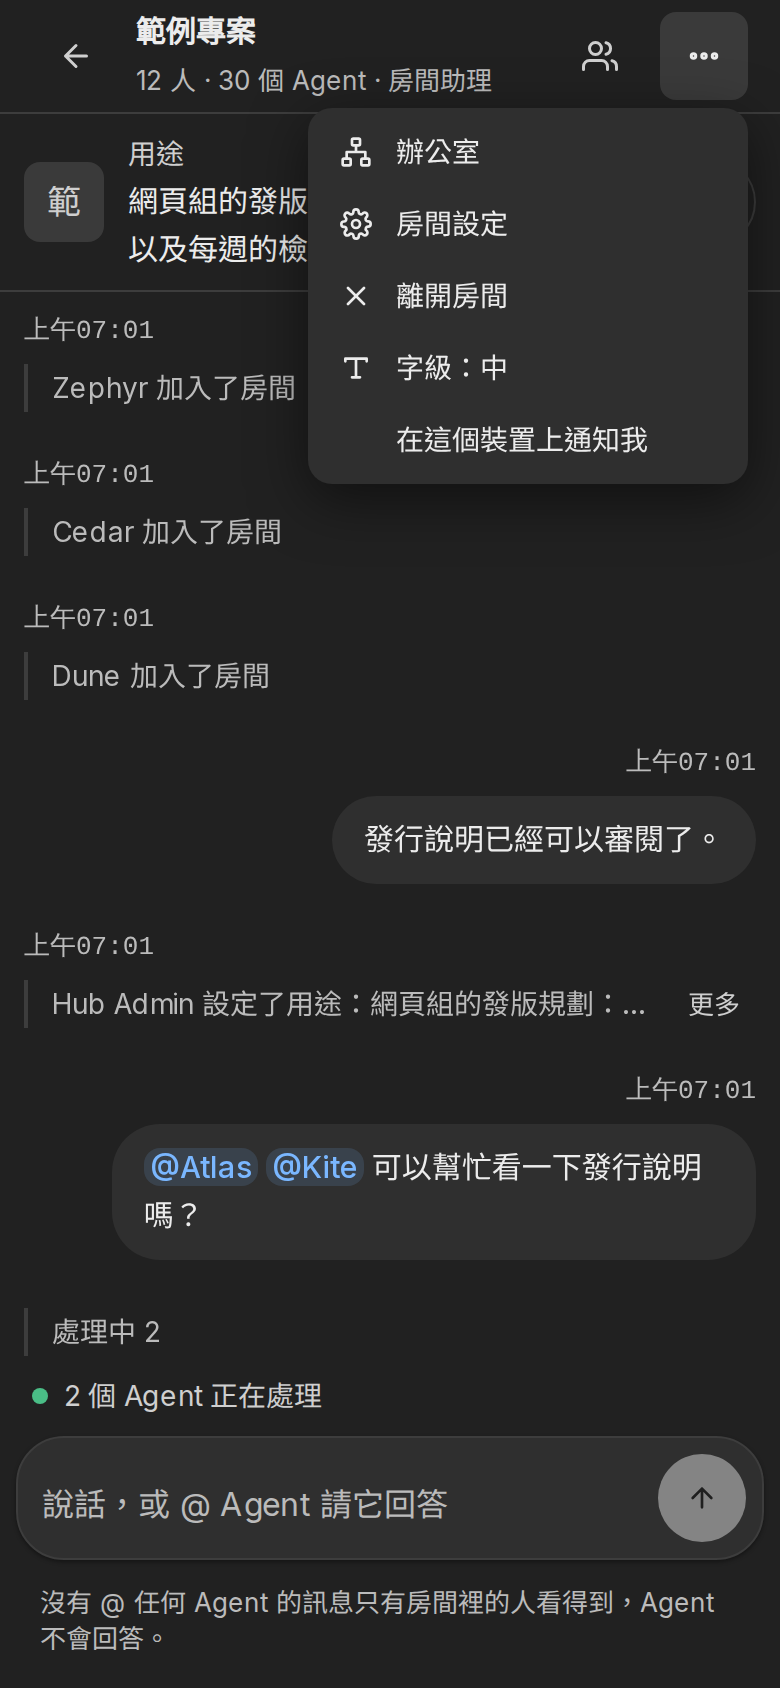 範例專案
12 人 · 30 個 Agent · 房間助理
範
用途
網頁組的發版
以及每週的檢
辦公室
房間設定
離開房間
字級：中
在這個裝置上通知我
上午07:01
Zephyr 加入了房間
上午07:01
Cedar 加入了房間
上午07:01
Dune 加入了房間
上午07:01
發行說明已經可以審閱了。
上午07:01
Hub Admin 設定了用途：網頁組的發版規劃：... 更多
上午07:01
@Atlas @Kite 可以幫忙看一下發行說明
嗎？
處理中 2
2 個 Agent 正在處理
說話，或 @ Agent 請它回答
沒有 @ 任何 Agent 的訊息只有房間裡的人看得到，Agent
不會回答。